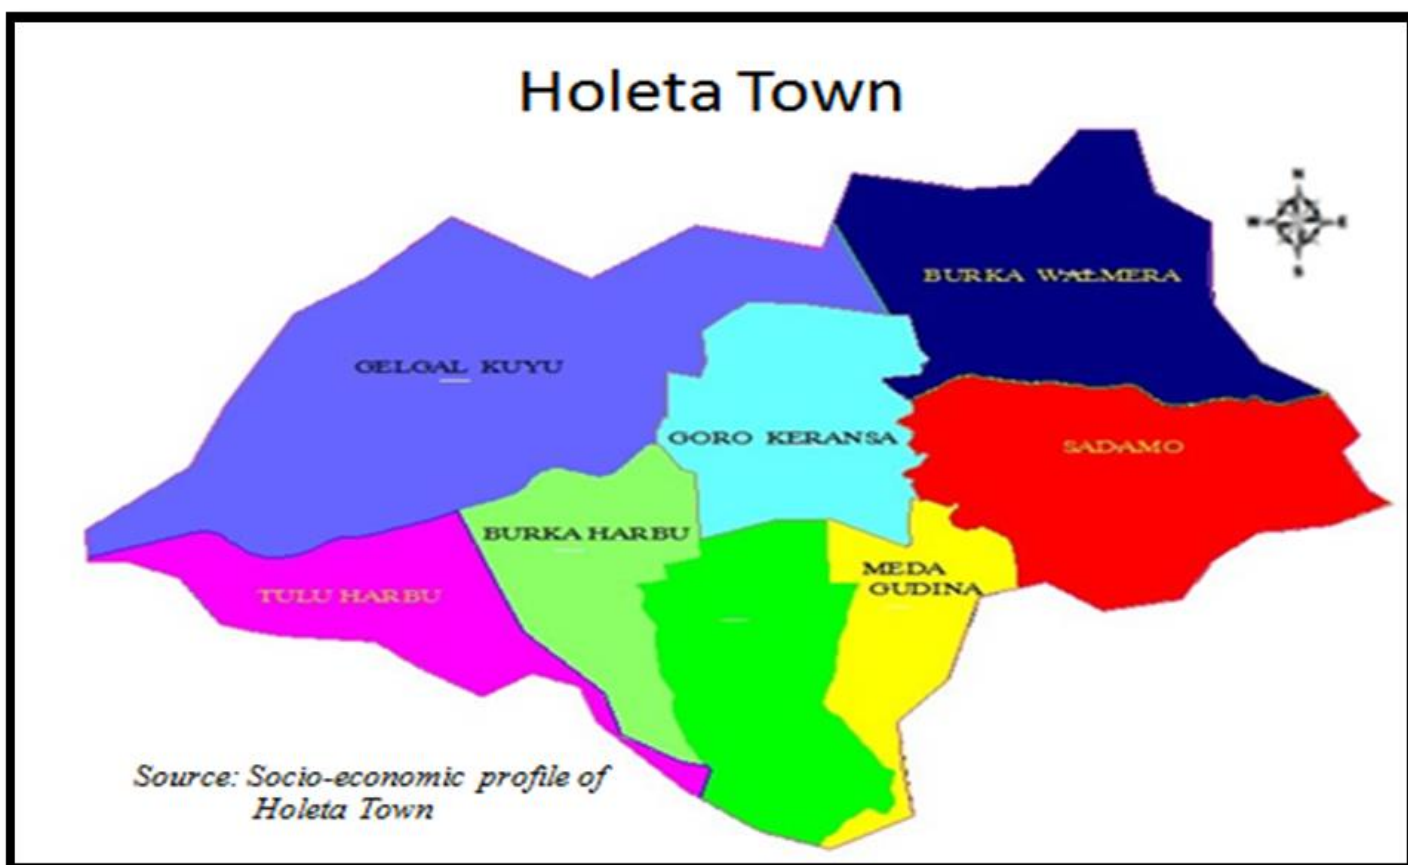 Holeta Town
N
W E
S
BURKA WALMERA
GELGAL KUYU
GORO KERANSA
SADAMO
BURKA HARBU
MEDA
GUDINA
TULU HARBU
Source: Socio-economic profile of
Holeta Town